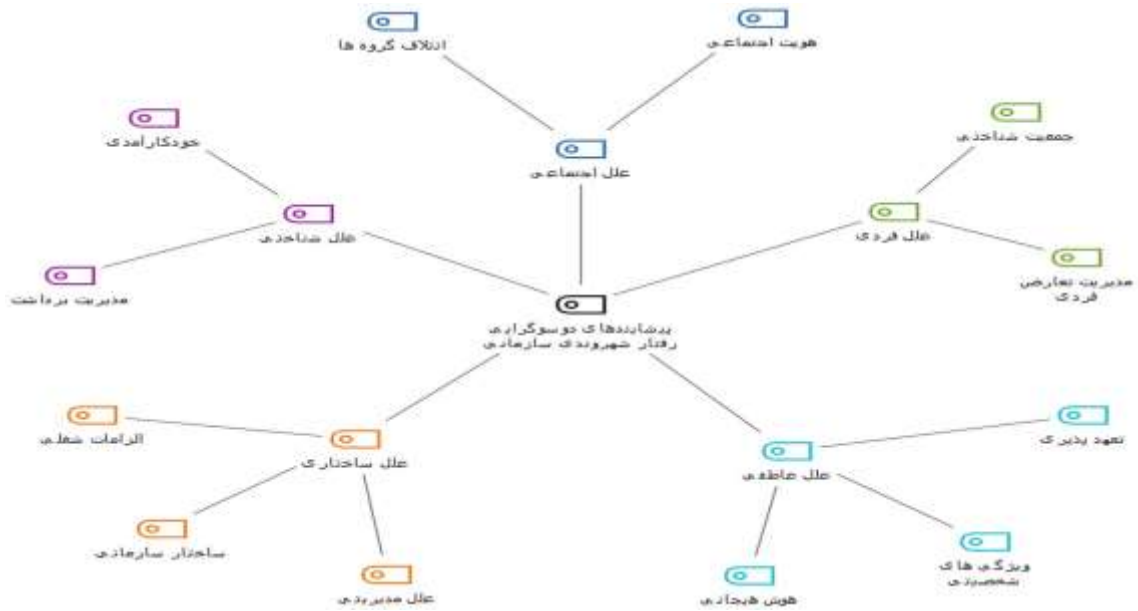 هویت اجتماعی
ائتلاف گروه ها
جمعیت شناختی
خودکارآمدی
علل اجتماعی
علل فردی
علل شناختی
مدیریت تعارض
فردی
مدیریت برداشت
پیشایندهای دوسوگرایی
رفتار شهروندی سازمانی
تعهد پذیری
الزامات شغلی
علل ساختاری
علل عاطفی
ساختار سازمانی
ویژگی های
شخصیتی
هوش هیجانی
علل مدیریتی